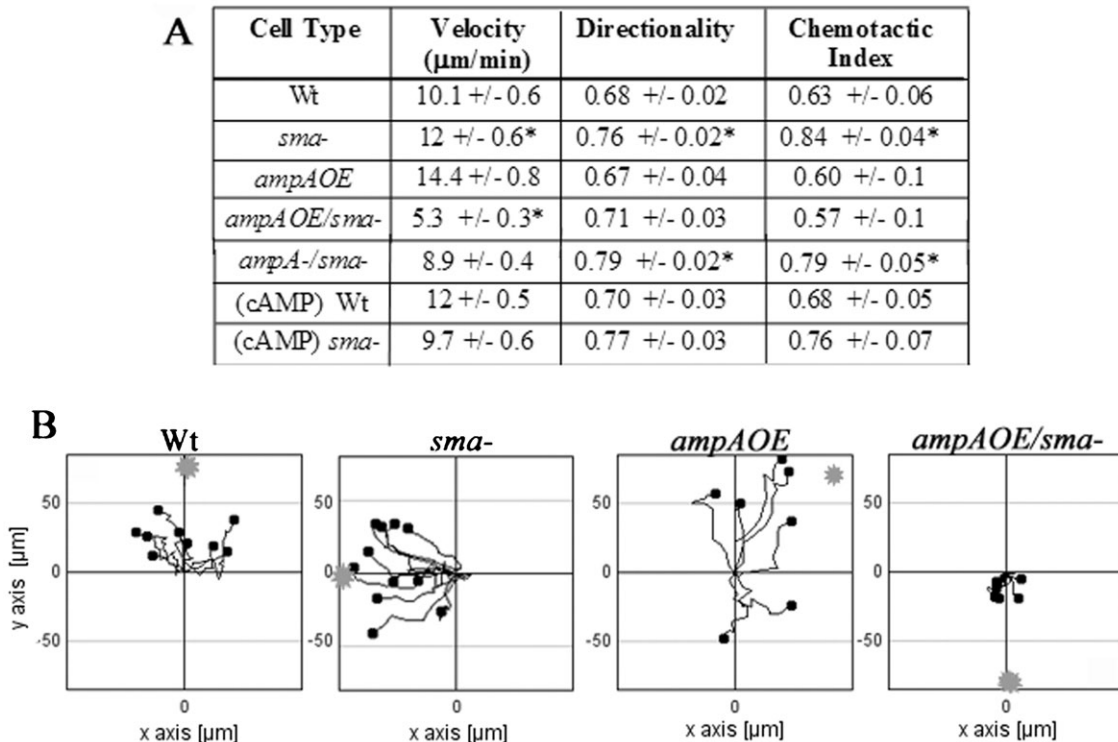 A
Cell Type Velocity (µm/min) Directionality Chemotactic Index
Wt 10.1 +/- 0.6 0.68 +/- 0.02 0.63 +/- 0.06
sma- 12 +/- 0.6* 0.76 +/- 0.02* 0.84 +/- 0.04*
ampAOE 14.4 +/- 0.8 0.67 +/- 0.04 0.60 +/- 0.1
ampAOE/sma- 5.3 +/- 0.3* 0.71 +/- 0.03 0.57 +/- 0.1
ampA-/sma- 8.9 +/- 0.4 0.79 +/- 0.02* 0.79 +/- 0.05*
(cAMP) Wt 12 +/- 0.5 0.70 +/- 0.03 0.68 +/- 0.05
(cAMP) sma- 9.7 +/- 0.6 0.77 +/- 0.03 0.76 +/- 0.07
B
Wt sma- ampAOE ampAOE/sma-
y axis [µm]
50 50 50 50
0 0 0 0
-50 -50 -50 -50
0 0 0 0
x axis [µm] x axis [µm] x axis [µm] x axis [µm]